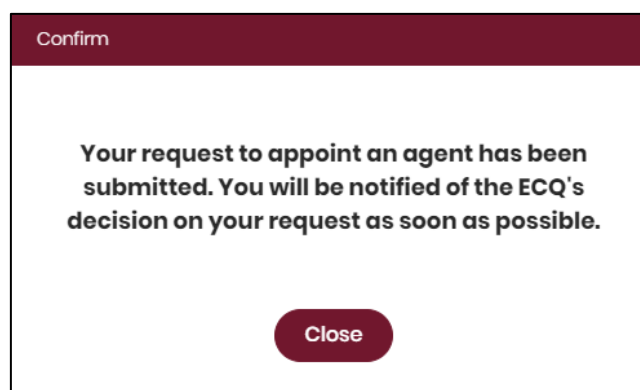 Confirm
Your request to appoint an agent has been
submitted. You will be notified of the ECQ's
decision on your request as soon as possible.
Close